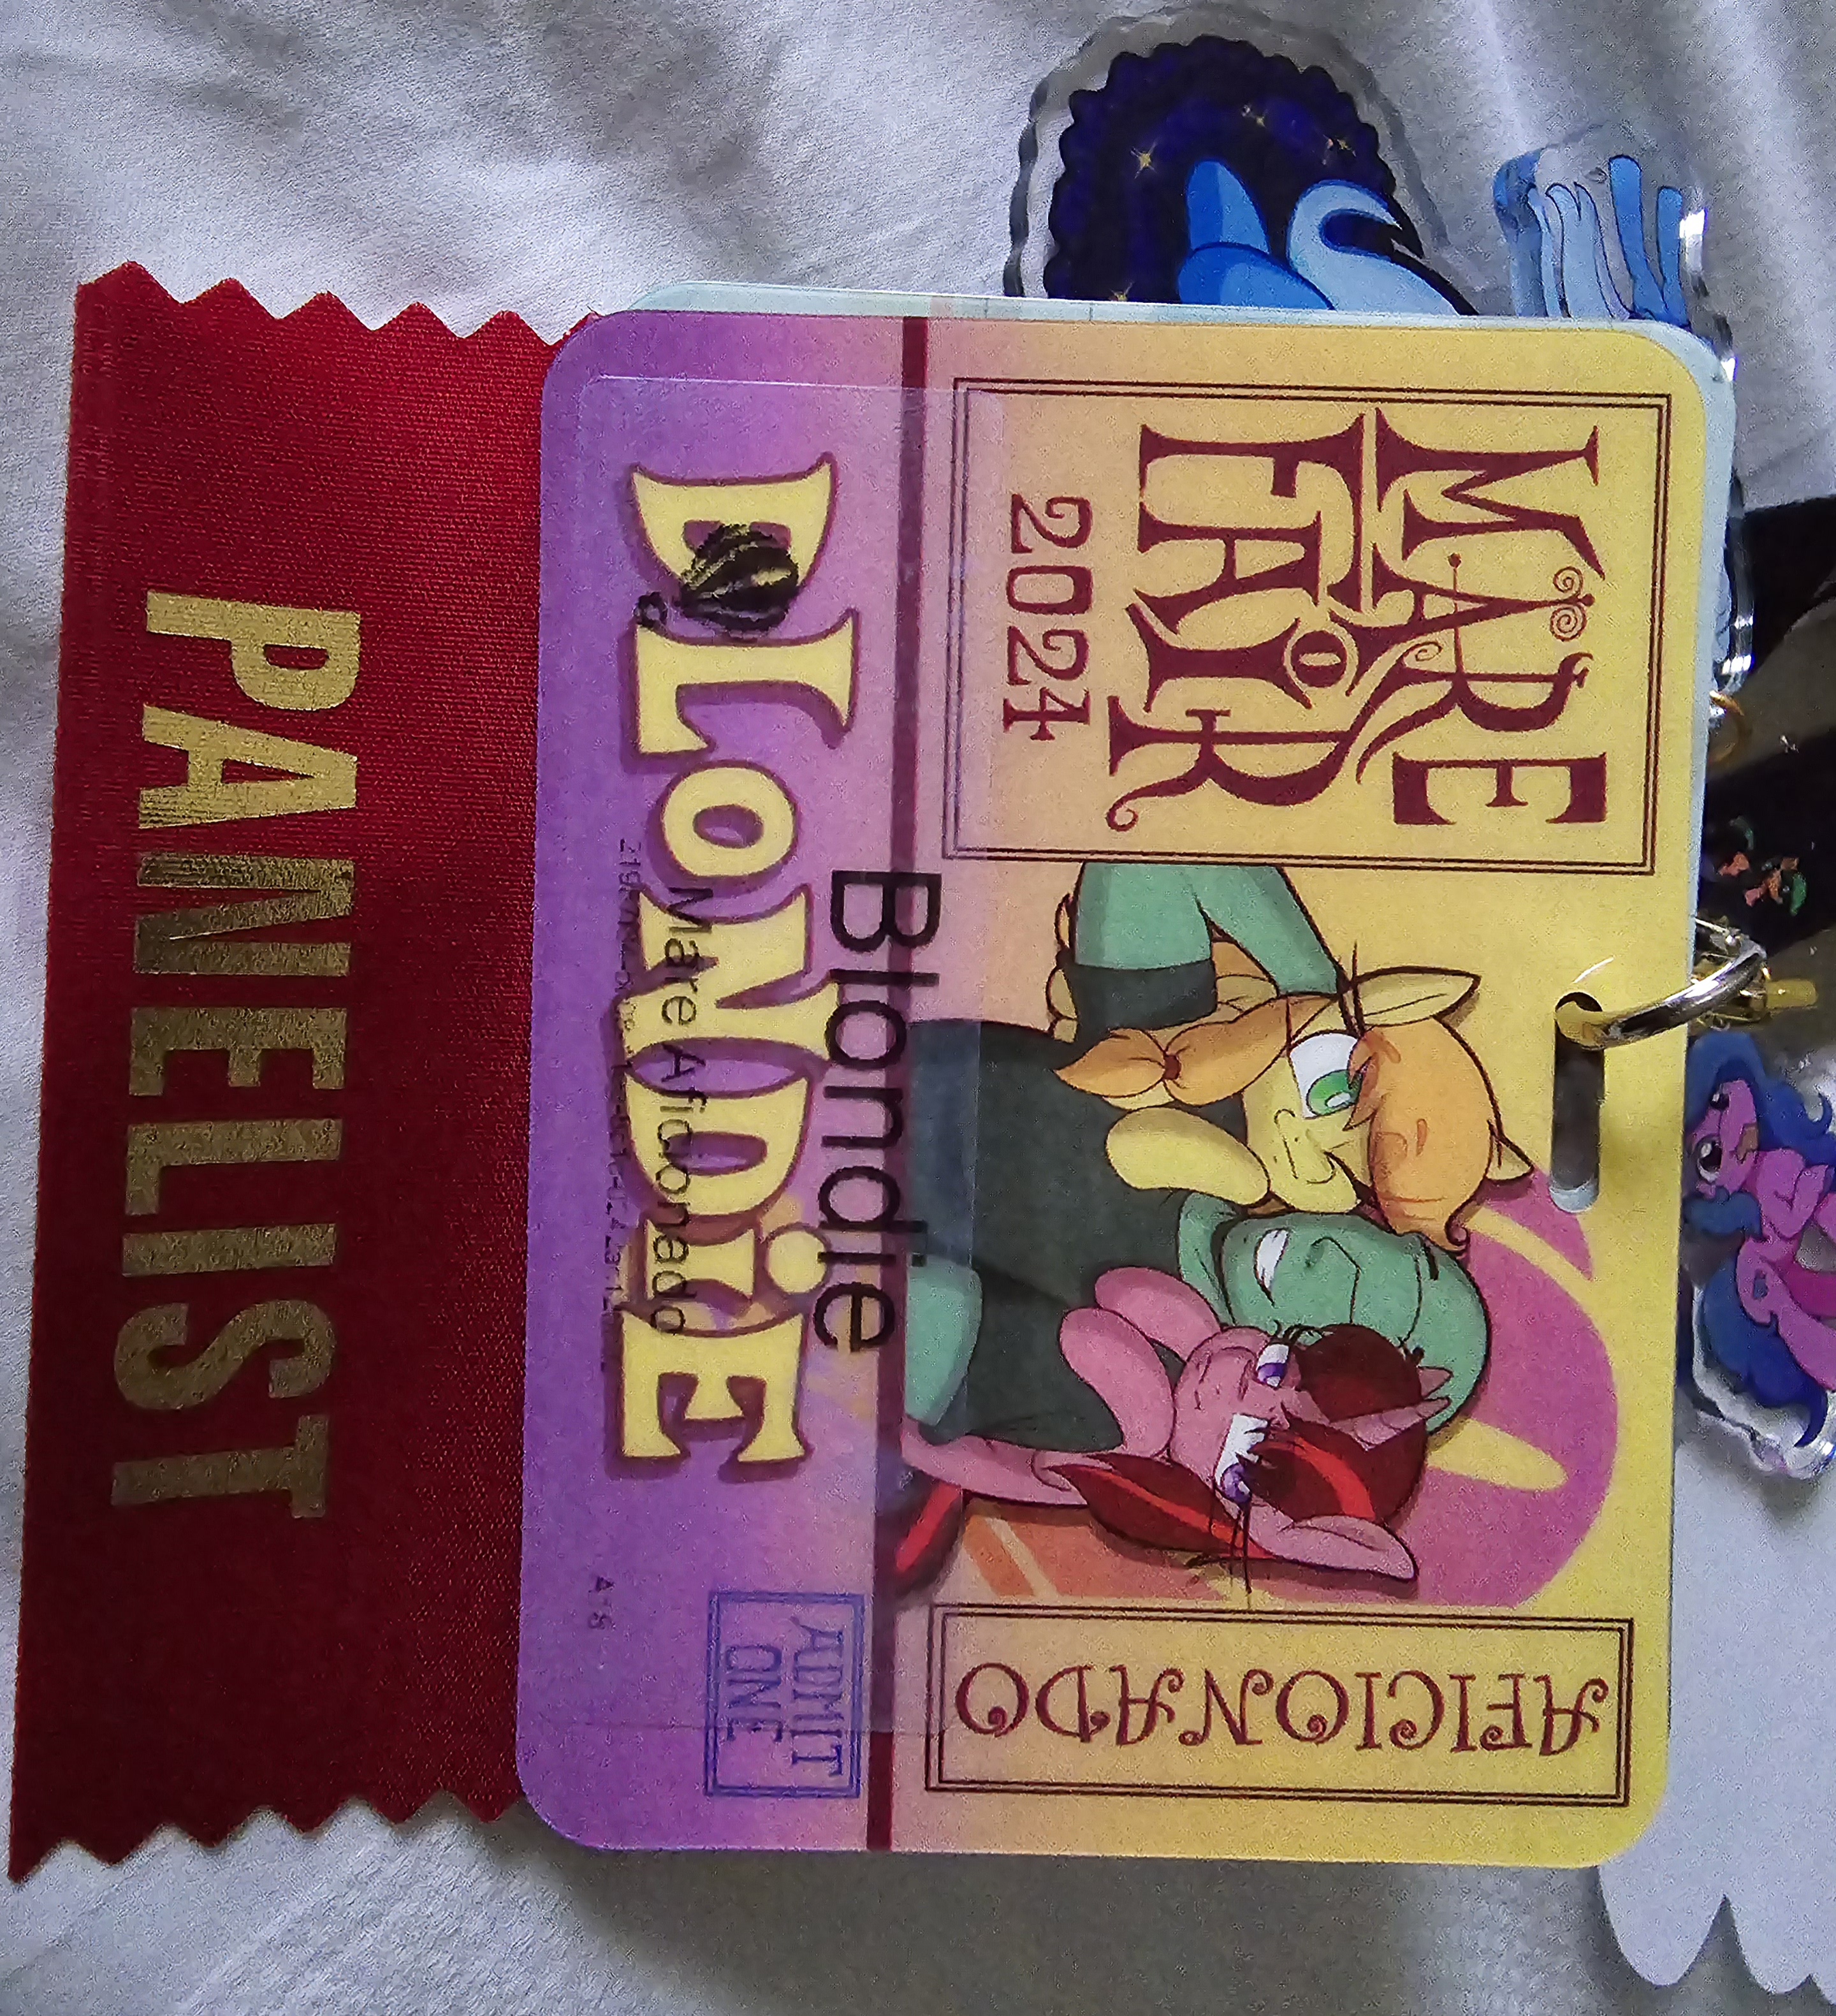 MARE
FAIR
2024
AFICIONADO
Blondie
BLONDiE
Mare Aficionado
ADMIT
ONE
PANELIST